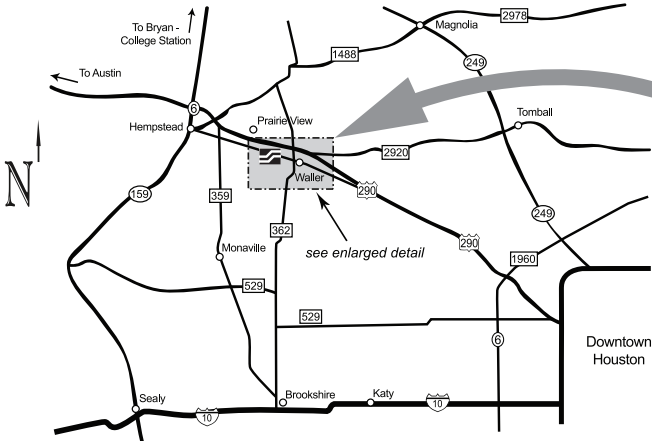 To Bryan -
College Station
2978
Magnolia
1488
249
To Austin
6
Prairie View
Tomball
Hempstead
2920
N
Waller
290
159
359
249
362
290
Monaville
see enlarged detail
1960
529
529
6
Downtown
Houston
Sealy
Brookshire
Katy
10
10